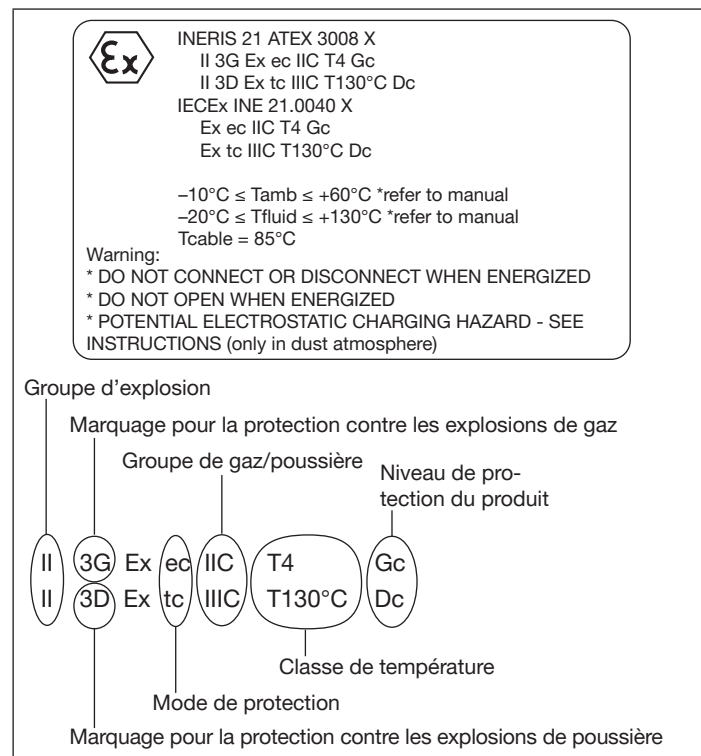 Ex
INERIS 21 ATEX 3008 X
II 3G Ex ec IIC T4 Gc
II 3D Ex tc IIIC T130°C Dc
IECEx INE 21.0040 X
Ex ec IIC T4 Gc
Ex tc IIIC T130°C Dc
–10°C ≤ Tamb ≤ +60°C *refer to manual
–20°C ≤ Tfluid ≤ +130°C *refer to manual
Tcable = 85°C
Warning:
* DO NOT CONNECT OR DISCONNECT WHEN ENERGIZED
* DO NOT OPEN WHEN ENERGIZED
* POTENTIAL ELECTROSTATIC CHARGING HAZARD - SEE
INSTRUCTIONS (only in dust atmosphere)
Groupe d’explosion
Marquage pour la protection contre les explosions de gaz
Groupe de gaz/poussière
Niveau de pro-
tection du produit
II 3G Ex ec IIC T4 Gc
II 3D Ex tc IIIC T130°C Dc
Classe de température
Mode de protection
Marquage pour la protection contre les explosions de poussière